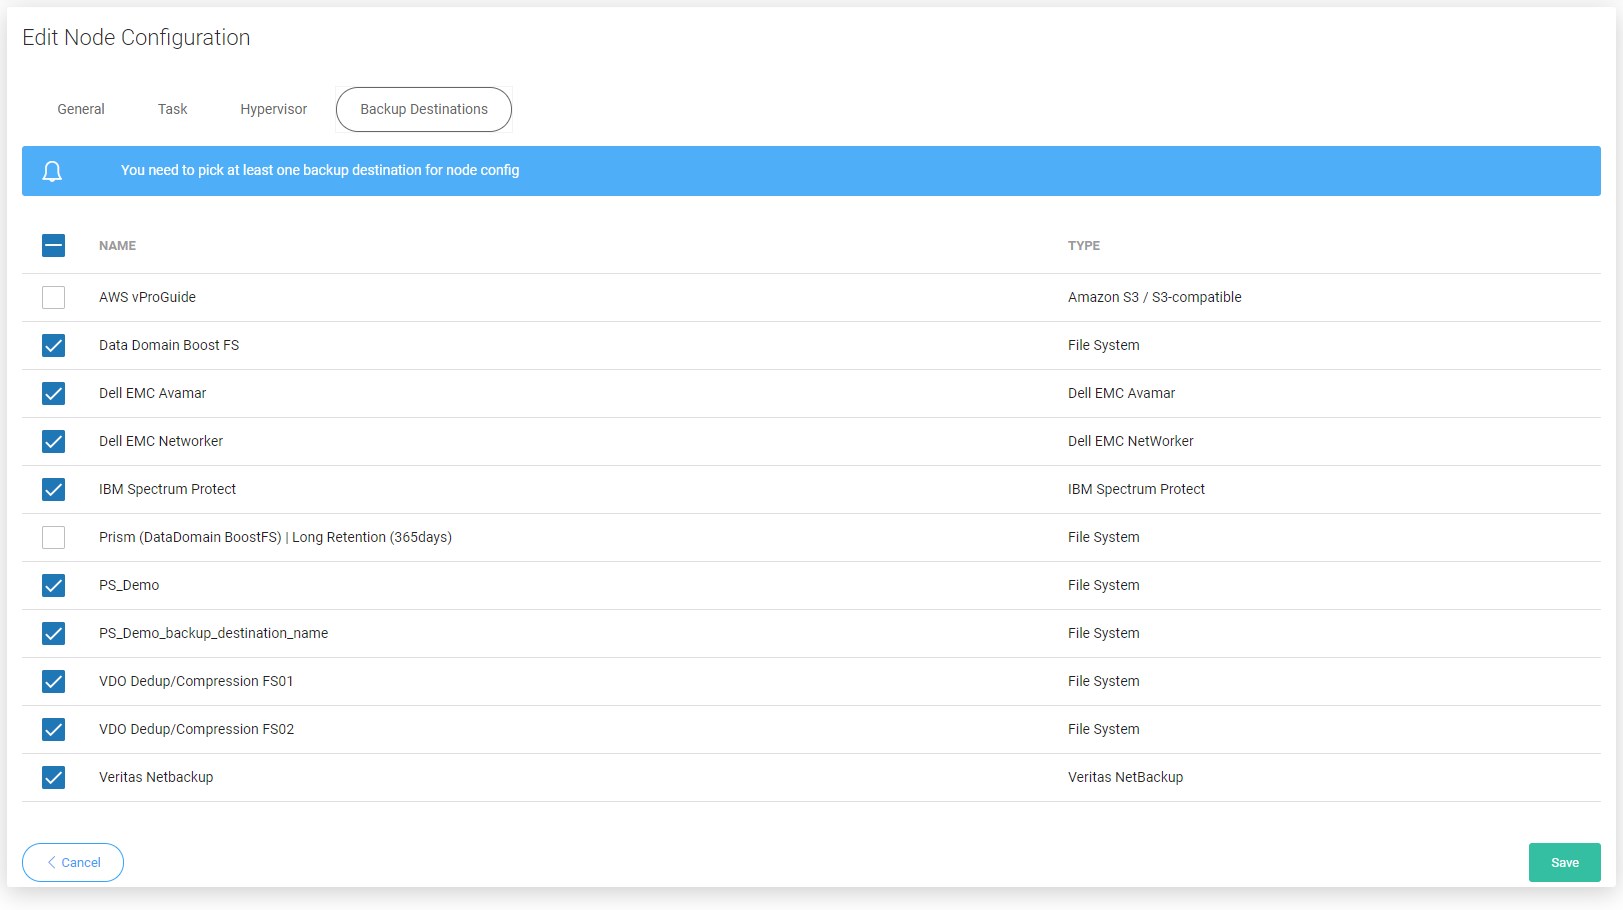 Edit Node Configuration
General Task Hypervisor Backup Destinations
You need to pick at least one backup destination for node config
NAME TYPE
AWS vProGuide Amazon S3 / S3-compatible
Data Domain Boost FS File System
Dell EMC Avamar Dell EMC Avamar
Dell EMC Networker Dell EMC NetWorker
IBM Spectrum Protect IBM Spectrum Protect
Prism (DataDomain BoostFS) | Long Retention (365days) File System
PS_Demo File System
PS_Demo_backup_destination_name File System
VDO Dedup/Compression FS01 File System
VDO Dedup/Compression FS02 File System
Veritas Netbackup Veritas NetBackup
Cancel Save